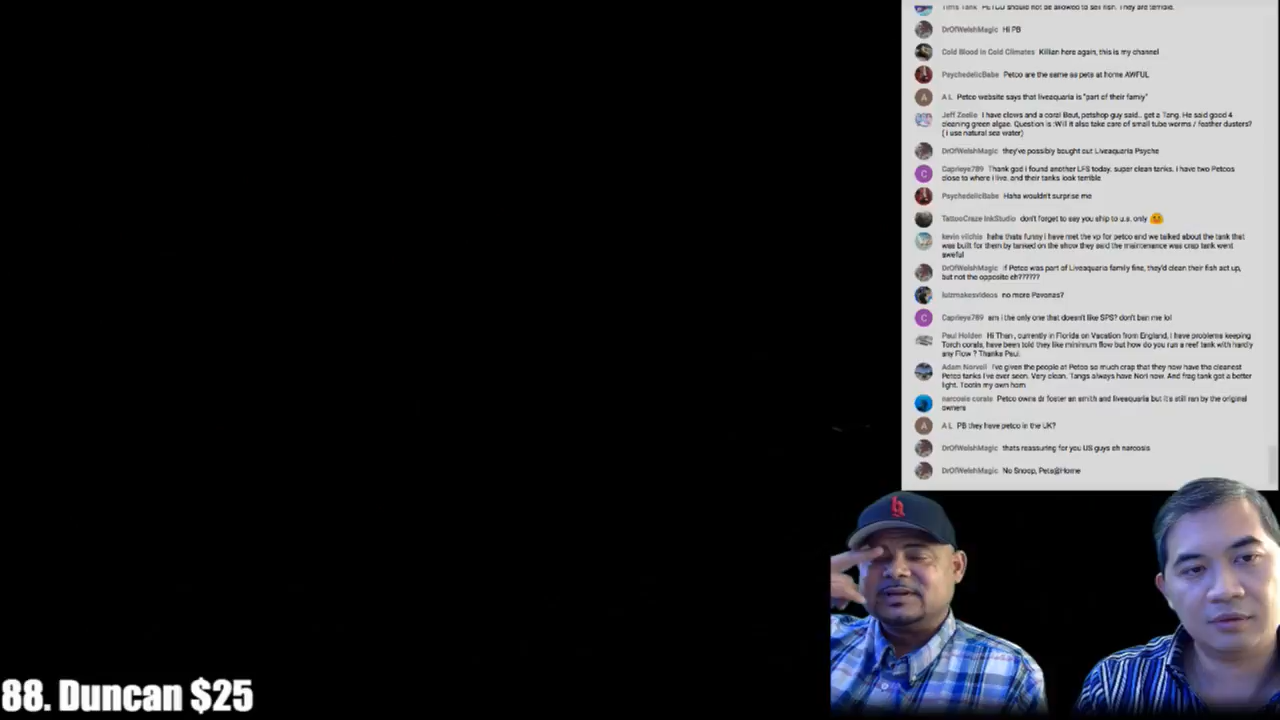 Tims Tank PETCO should not be allowed to sell fish. They are terrible.
DrOfWelshMagic Hi PB
Cold Blood in Cold Climates Killian here again, this is my channel
PsychedelicBabe Petco are the same as pets at home AWFUL
A
A L Petco website says that liveaquaria is "part of their famiy"
Jeff Zoelio I have clows and a coral Bout, petshop guy said.. get a Tang. He said good 4
cleaning green algae. Question is :Will it also take care of small tube worms / feather dusters?
( i use natural sea water)
DrOfWelshMagic they've possibly bought out Liveaquaria Psyche
C
Caprieye789 Thank god i found another LFS today. super clean tanks. i have two Petcos
close to where i live, and their tanks look terrible
PsychedelicBabe Haha wouldn't surprise me
TattooCraze InkStudio don't forget to say you ship to u.s. only
kevin vilchis haha thats funny i have met the vp for petco and we talked about the tank that
was built for them by tanked on the show they said the maintenance was crap tank went
aweful
DrOfWelshMagic :f Petco was part of Liveaquaria family fine, they'd clean their fish act up,
but not the opposite eh??????
lutzmakesvideos no more Pavonas?
C
Caprieye789 am i the only one that doesn't like SPS? don't ban me lol
Paul Holden Hi Than , currently in Florida on Vacation from England, i have problems keeping
Torch corals, have been told they like minimum flow but how do you run a reef tank with hardly
any Flow ? Thanks Paul.
Adam Norvell I've given the people at Petco so much crap that they now have the cleanest
Petco tanks I've ever seen. Very clean. Tangs always have Nori now. And frag tank got a better
light. Tootin my own horn
narcosis corals Petco owns dr foster an smith and liveaquaria but it's still ran by the original
owners
A
A L PB they have petco in the UK?
DrOfWelshMagic thats reassuring for you US guys eh narcosis
DrOfWelshMagic No Snoop, Pets@Home
88. Duncan $25